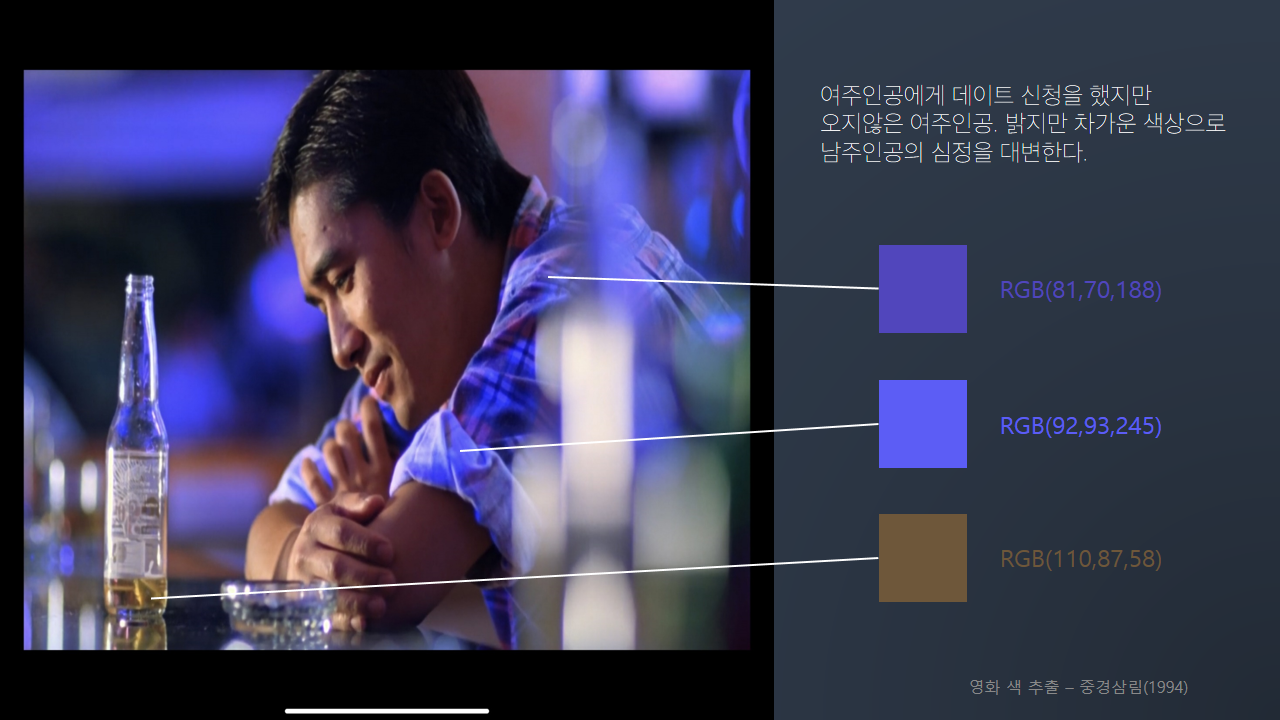 여주인공에게 데이트 신청을 했지만
오지않은 여주인공. 밝지만 차가운 색상으로
남주인공의 심정을 대변한다.
RGB(81,70,188)
RGB(92,93,245)
RGB(110,87,58)
영화 색 추출 – 중경삼림(1994)